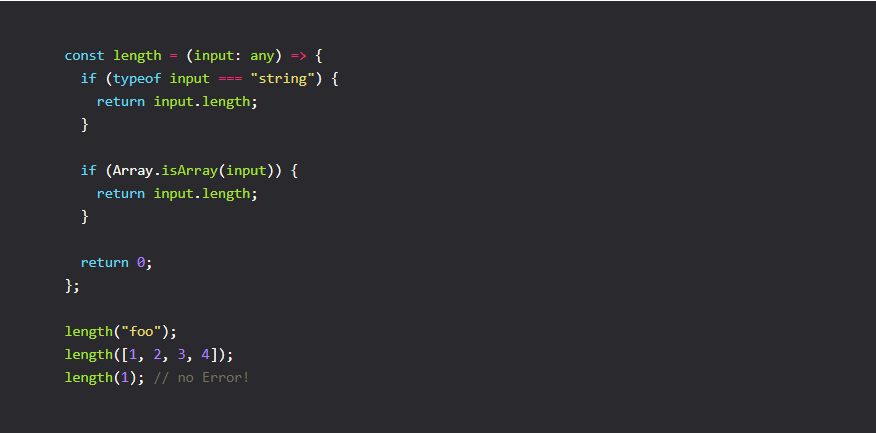 const length = (input: any) => {
  if (typeof input === "string") {
    return input.length;
  }

  if (Array.isArray(input)) {
    return input.length;
  }

  return 0;
};

length("foo");
length([1, 2, 3, 4]);
length(1); // no Error!